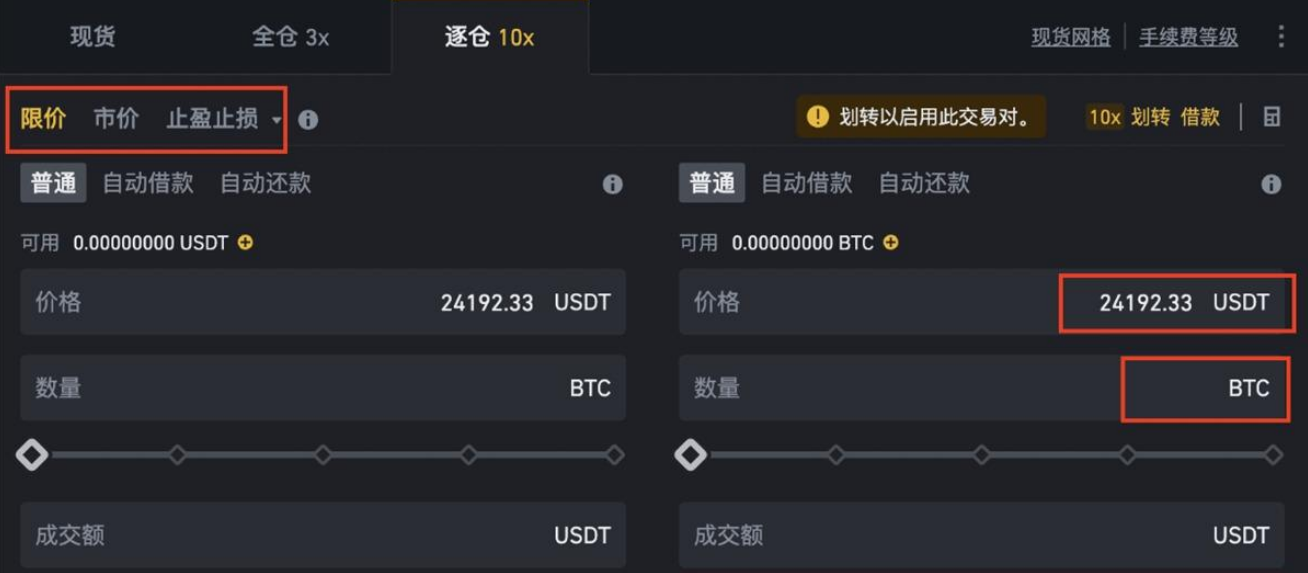 现货 全仓 3x 逐仓 10x 现货网格 手续费等级
限价 市价 止盈止损 划转以启用此交易对。 10x 划转 借款
普通 自动借款 自动还款 普通 自动借款 自动还款
可用 0.00000000 USDT 可用 0.00000000 BTC
价格 24192.33 USDT 价格 24192.33 USDT
数量 BTC 数量 BTC
成交额 USDT 成交额 USDT